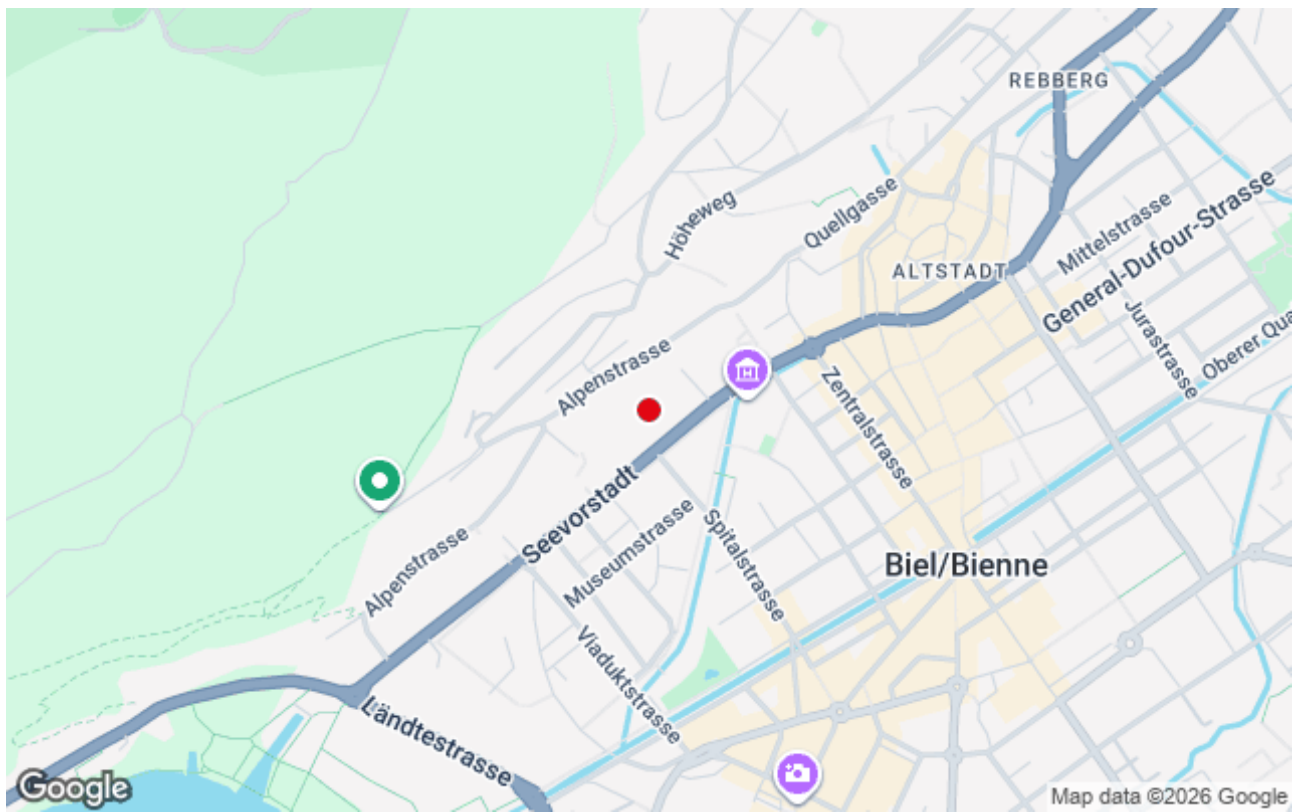 REBBERG
Höheweg
Quellgasse
Mittelstrasse
General-Dufour-Strasse
ALTSTADT
Jurastrasse
Oberer Qua
Alpenstrasse
Zentralstrasse
Seevorstadt
Museumstrasse
Spitalstrasse
Biel/Bienne
Alpenstrasse
Viaduktstrasse
Ländtestrasse
H
Google
Map data ©2026 Google